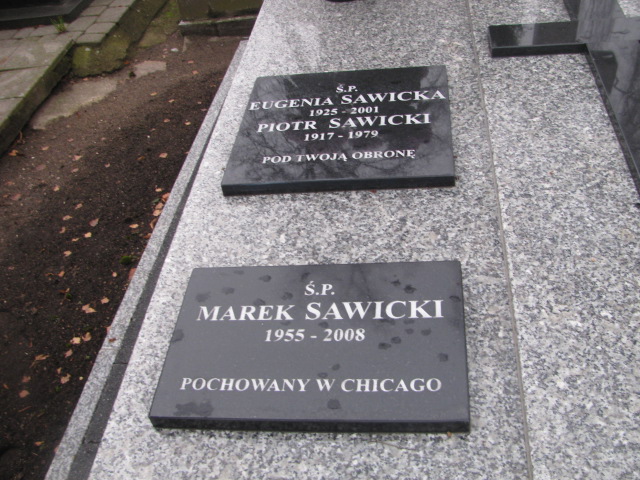 Ś.P.
EUGENIA SAWICKA
1925 - 2001
PIOTR SAWICKI
1917 - 1979
POD TWOJĄ OBRONĘ
Ś.P.
MAREK SAWICKI
1955 - 2008
POCHOWANY W CHICAGO